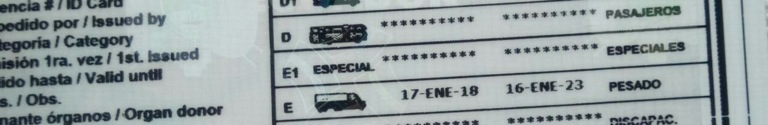 encia # / ID Card
pedido por / Issued by
tegoría / Category
isión 1ra. vez / 1st. Issued
ido hasta / Valid until
s. / Obs.
nante órganos / Organ donor
D1
D ********** ********** PASAJEROS
E1 ESPECIAL ********** ********** ESPECIALES
E 17-ENE-18 16-ENE-23 PESADO
********** ********** DISCAPAC.